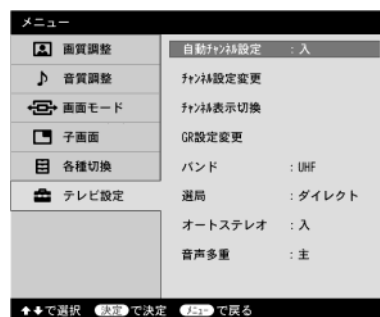 メニュー
画質調整
音質調整
画面モード
子画面
各種切換
テレビ設定
自動ﾁｬﾝﾈﾙ設定 : 入
ﾁｬﾝﾈﾙ設定変更
ﾁｬﾝﾈﾙ表示切換
GR設定変更
バンド : UHF
選局 : ダイレクト
オートステレオ : 入
音声多重 : 主
で選択 決定で決定 ﾒﾆｭｰで戻る